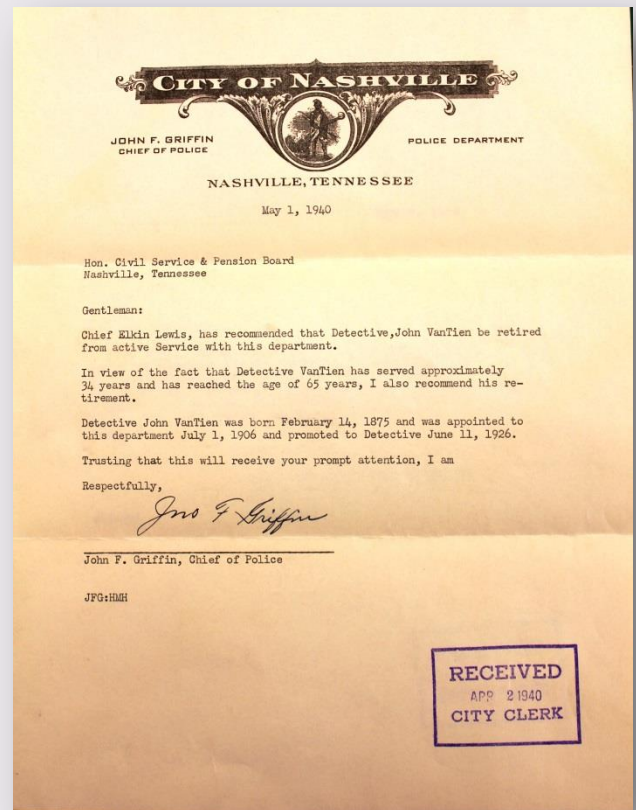 CITY OF NASHVILLE
JOHN F. GRIFFIN
CHIEF OF POLICE
POLICE DEPARTMENT
NASHVILLE, TENNESSEE
May 1, 1940
Hon. Civil Service & Pension Board
Nashville, Tennessee
Gentleman:
Chief Elkin Lewis, has recommended that Detective,John VanTien be retired
from active Service with this department.
In view of the fact that Detective VanTien has served approximately
34 years and has reached the age of 65 years, I also recommend his re-
tirement.
Detective John VanTien was born February 14, 1875 and was appointed to
this department July 1, 1906 and promoted to Detective June 11, 1926.
Trusting that this will receive your prompt attention, I am
Respectfully,
Jno F Griffin
John F. Griffin, Chief of Police
JFG:HMH
RECEIVED
APR 2 1940
CITY CLERK